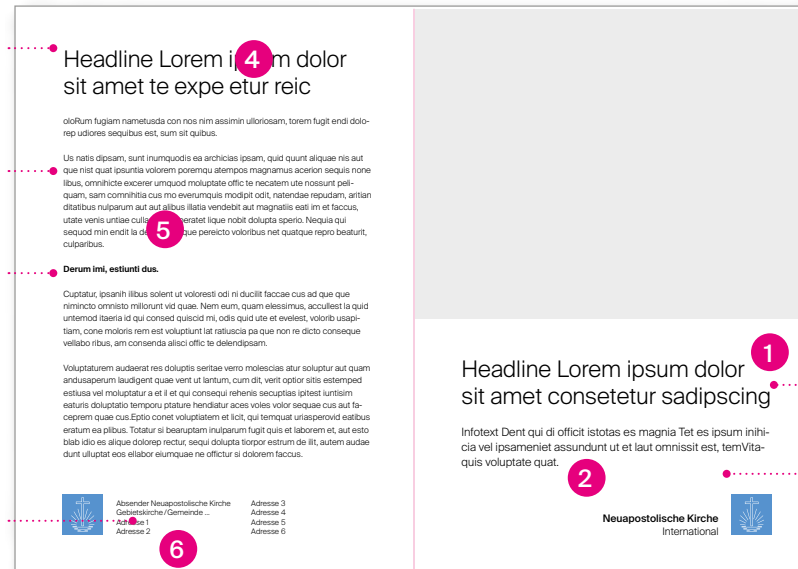 4
Headline Lorem m dolor
sit amet te expe etur reic
oloRum fugiam nametusda con nos nim assimin ulloriosam, torem fugit endi dolo-
rep udiores sequibus est, sum sit quibus.
Us natis dipsam, sunt inumquodis ea archicias ipsam, quid quunt aliquae nis aut
que nist quat ipsuntia volorem poremqu atempos magnamus acerion sequis none
libus, omnihicte excerer umquod moluptate offic te necatem ute nossunt peli-
quam, sam comnihitia cus mo everumquis modipit odit, natendae repudam, aritian
ditatibus nulparum aut aut alibus illatia vendebit aut magnatiis eati im et faccus,
utate venis untiae eratet lique nobit dolupta sperio. Nequia qui
5
sequod min endit la que pereicto voloribus net quatque repro beaturit,
culparibus.
Derum imi, estiunti dus.
Cuptatur, ipsanih ilibus solent ut voloresti odi ni ducilit faccae cus ad que que
nimincto omnisto millorunt vid quae. Nem eum, quam elessimus, accullest la quid
untemod itaeria id qui consed quiscid mi, odis quid ute et evelest, volorib usapi-
tiam, cone moloris rem est voluptiunt lat ratiuscia pa que non re dicto conseque
vellabo ribus, am consenda alisci offic te delendipsam.
Voluptaturem audaerat res doluptis seritae verro molescias atur soluptur aut quam
andusaperum laudigent quae vent ut lantum, cum dit, verit optior sitis estemped
estiusa vel moluptatur a et il et qui consequi rehenis secuptias ipitest iuntisim
eaturis doluptatio temporu ptature hendiatur aces voles volor sequae cus aut fa-
ceprem quae cus.Eptio conet voluptiatem et licit, qui temquat uriasperovid eatibus
eratum ea plibus. Totatur si bearuptam inulparum fugit quis et laborem et, aut esto
blab idio es alique dolorep rectur, sequi dolupta tiorpor estrum de ilit, autem audae
dunt ulluptat eos ellabor eiumque ne offictur si dolorem faccus.
Absender Neuapostolische Kirche
Gebietskirche/Gemeinde ...
Adresse 1
Adresse 2
Adresse 3
Adresse 4
Adresse 5
Adresse 6
6
1
Headline Lorem ipsum dolor
sit amet consetetur sadipscing
Infotext Dent qui di officit istotas es magnia Tet es ipsum inihi-
cia vel ipsameniet assundunt ut et laut omnissit est, temVita-
quis voluptate quat.
2
Neuapostolische Kirche
International